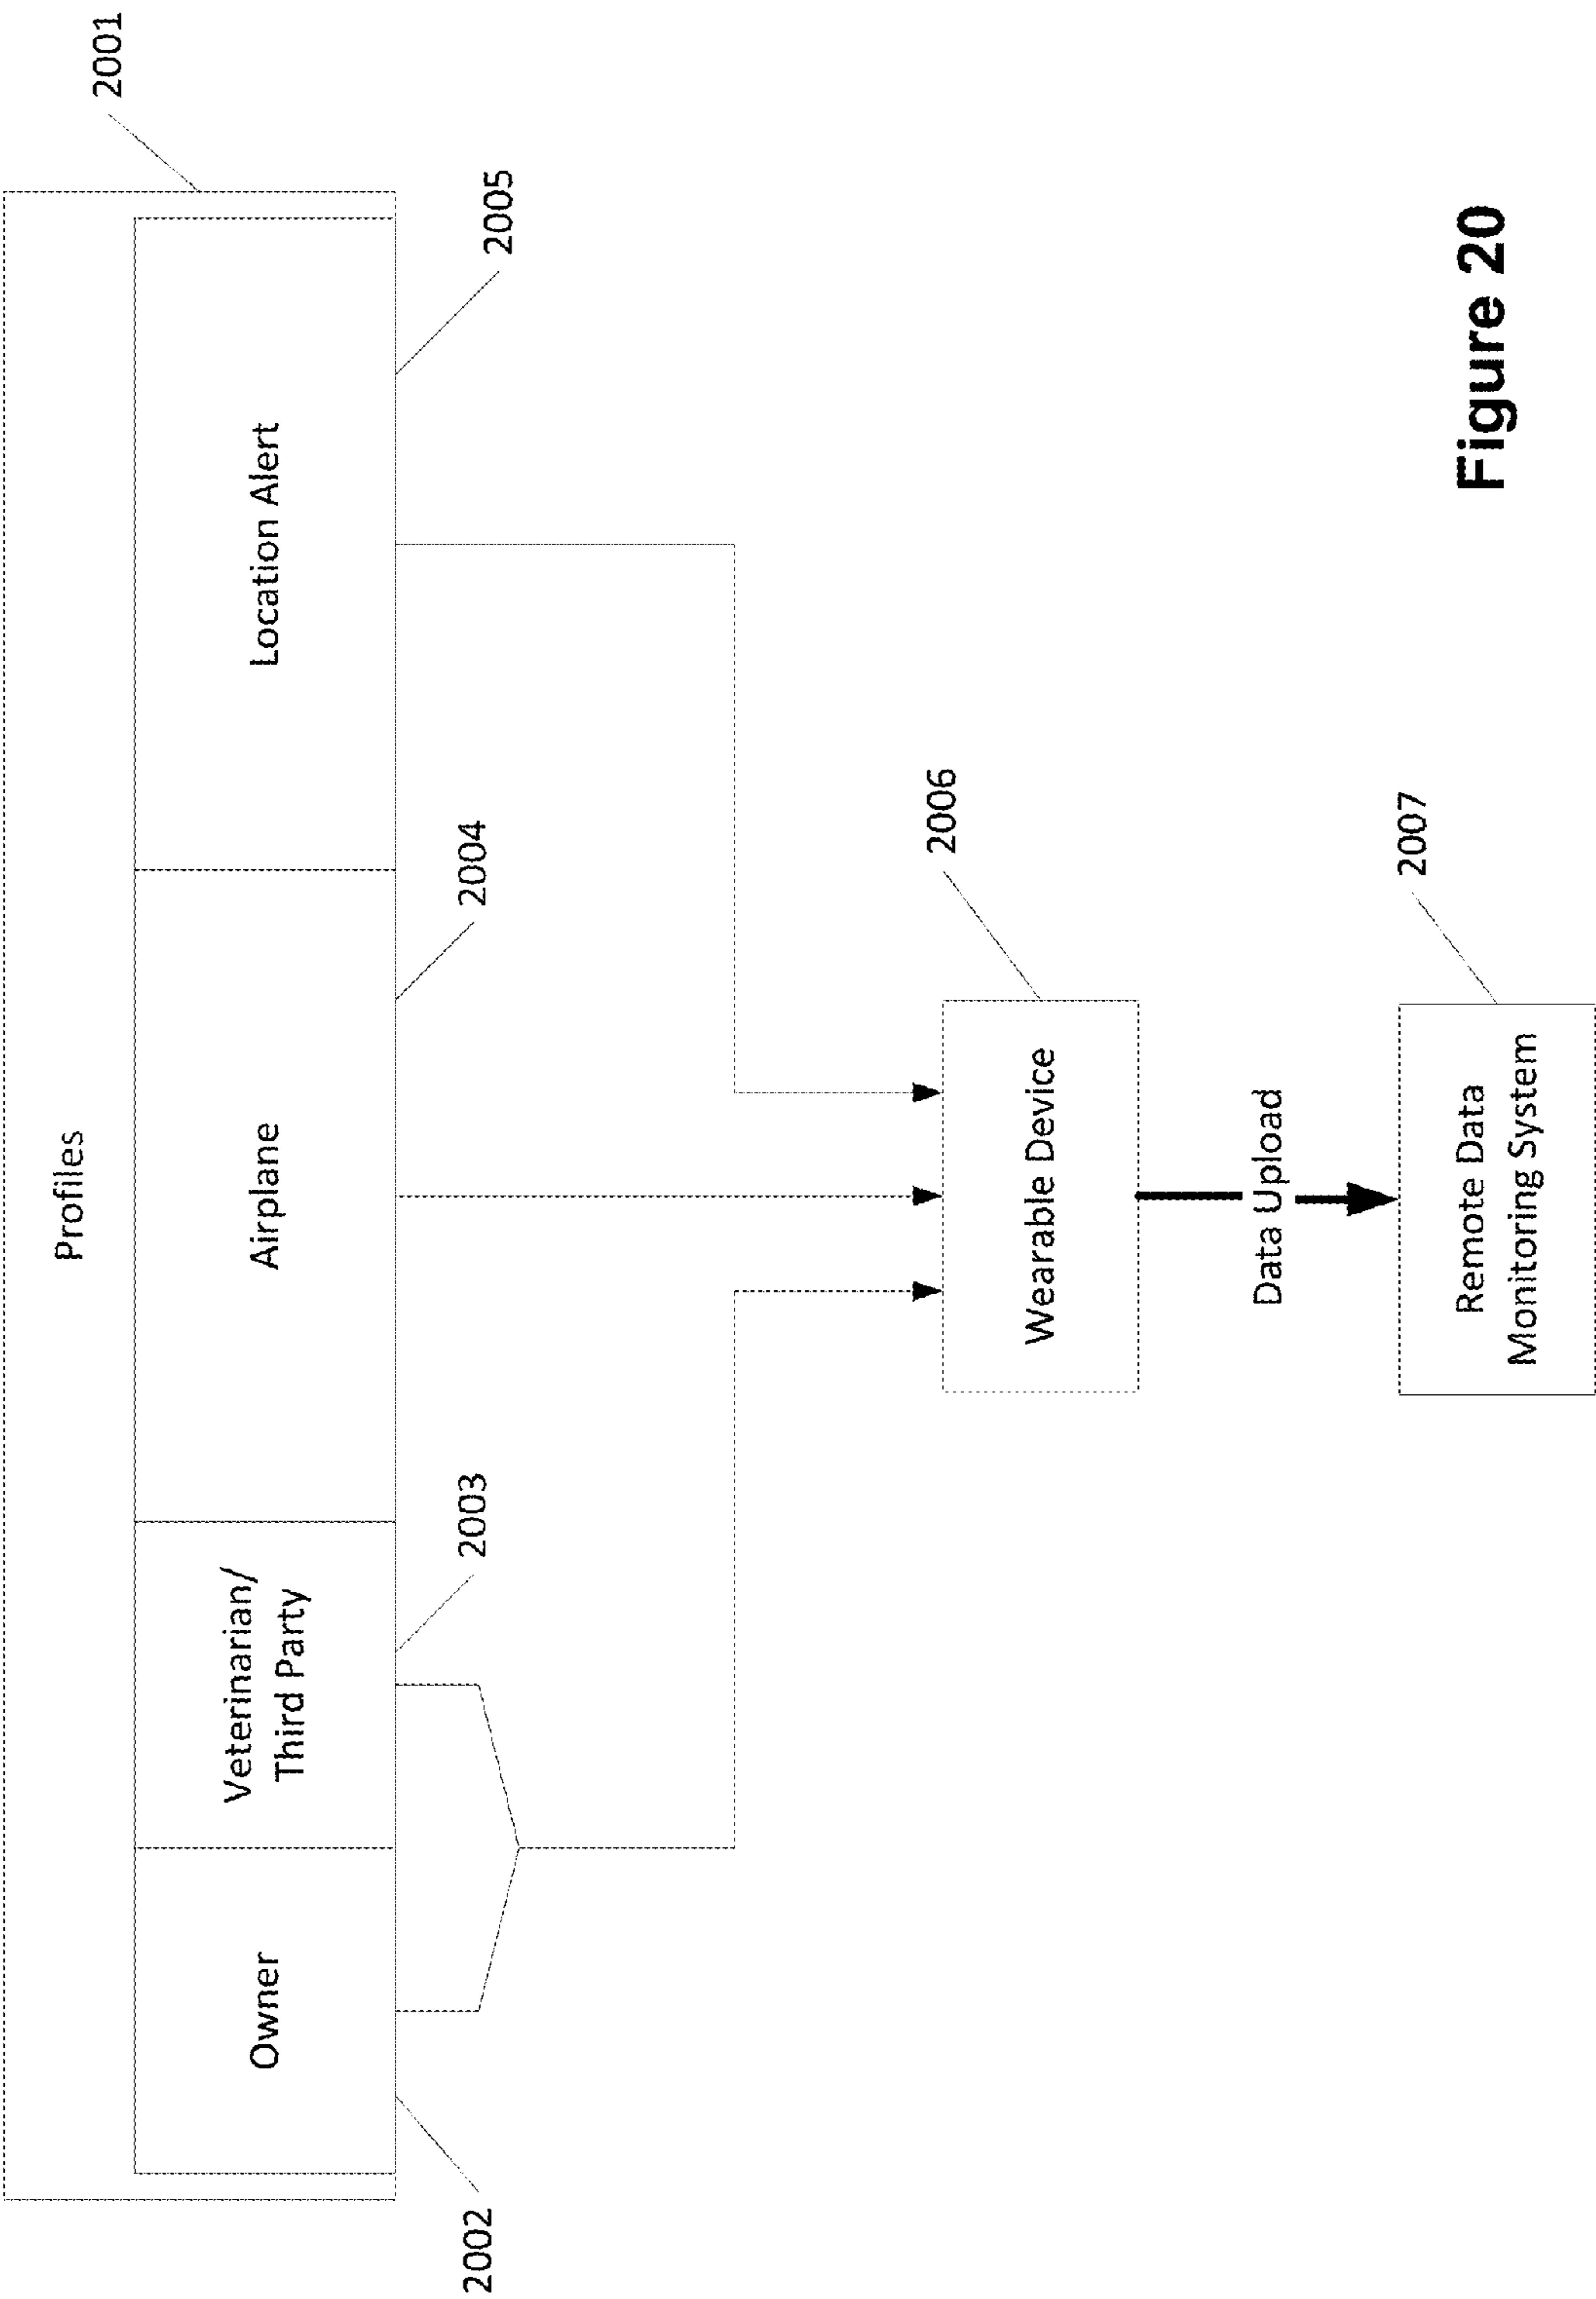 Profiles
2001
Owner
Veterinarian/
Third Party
Airplane
Location Alert
2002
2003
2004
2005
Wearable Device
2006
Data Upload
Remote Data
Monitoring System
2007
Figure 20